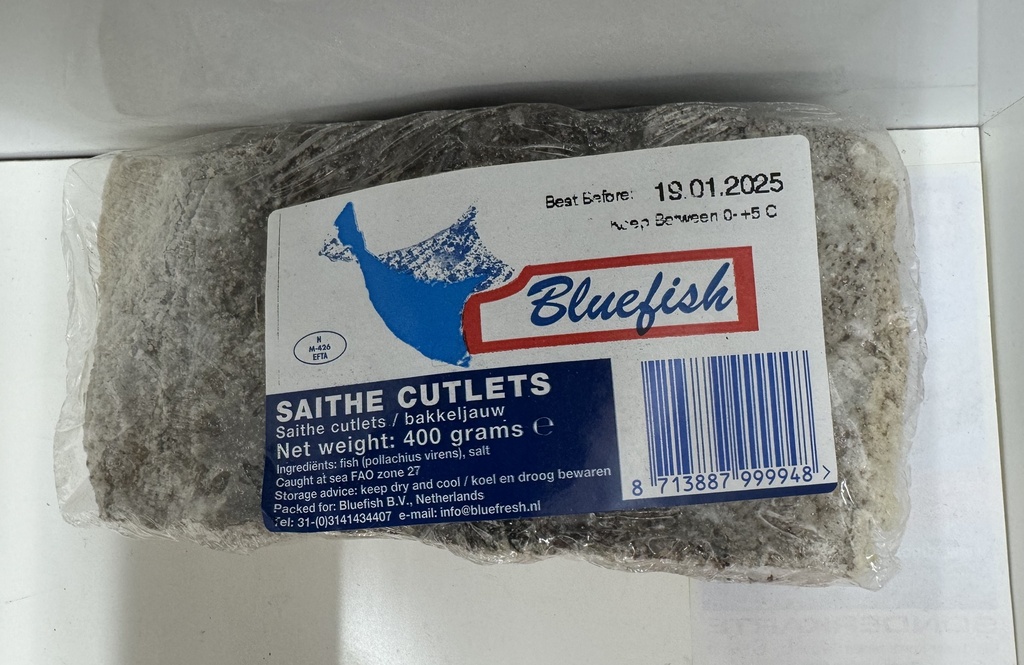 Best Before: 19.01.2025
Keep Between 0-+5 C
Bluefish
N
M-426
EFTA
SAITHE CUTLETS
Saithe cutlets / bakkeljauw
Net weight: 400 grams e
Ingrediënts: fish (pollachius virens), salt
Caught at sea FAO zone 27
Storage advice: keep dry and cool / koel en droog bewaren
Packed for: Bluefish B.V., Netherlands
Tel: 31-(0)3141434407 e-mail: info@bluefresh.nl
8 713887 999948 >